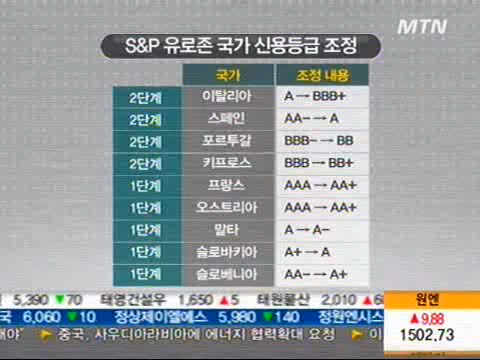 MTN
S&P 유로존 국가 신용등급 조정
국가 조정 내용
2단계 이탈리아 A → BBB+
2단계 스페인 AA- → A
2단계 포르투갈 BBB- → BB
2단계 키프로스 BBB → BB+
1단계 프랑스 AAA → AA+
1단계 오스트리아 AAA → AA+
1단계 말타 A → A-
1단계 슬로바키아 A+ → A
1단계 슬로베니아 AA- → A+
5,390 ▼70 태영건설우 1,650 ▲5 태원물산 2,010 ▲
국 6,060 ▼10 정상제이엘에스 5,980 ▼140 정원엔시스
해야' ▶ 중국, 사우디아라비아에 에너지 협력확대 요청 ▶ 이
원엔
▲9.88
1502.73